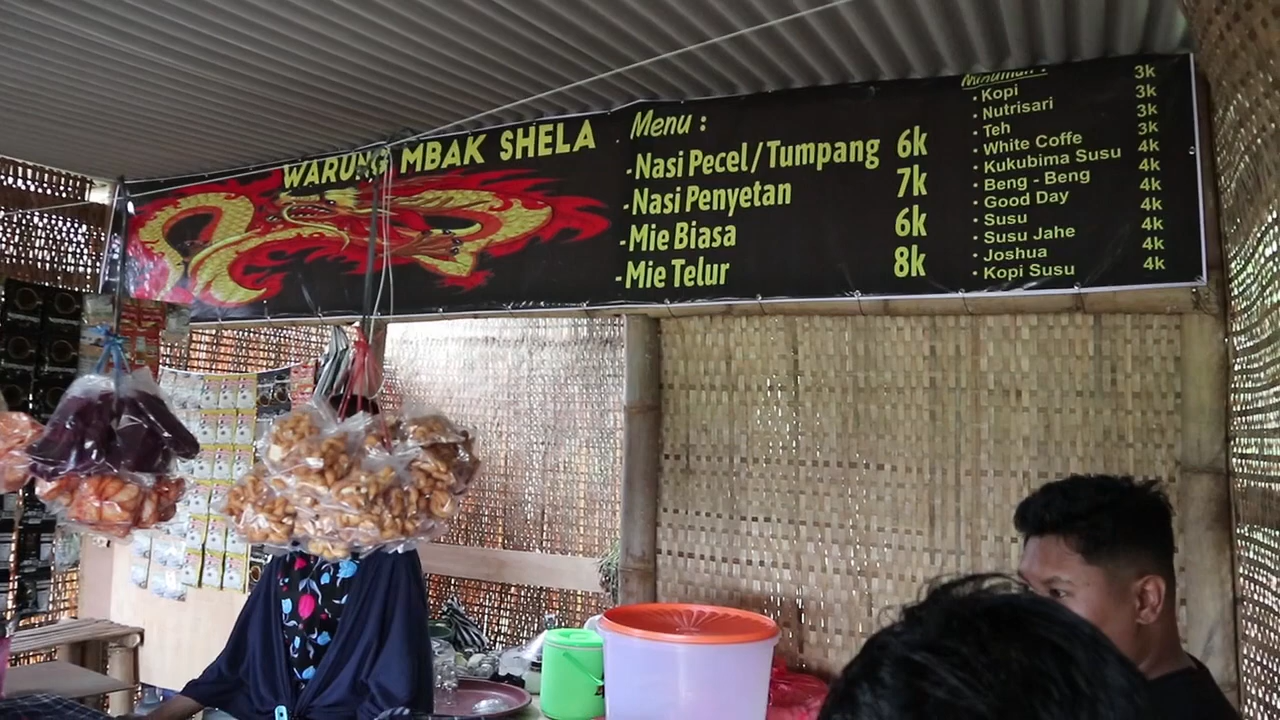 WARUNG MBAK SHELA
Menu :
-Nasi Pecel / Tumpang 6k
-Nasi Penyetan 7k
-Mie Biasa 6k
-Mie Telur 8k
Minuman :
• Kopi 3k
• Nutrisari 3k
• Teh 3k
• White Coffe 3k
• Kukubima Susu 4k
• Beng - Beng 4k
• Good Day 4k
• Susu 4k
• Susu Jahe 4k
• Joshua 4k
• Kopi Susu 4k